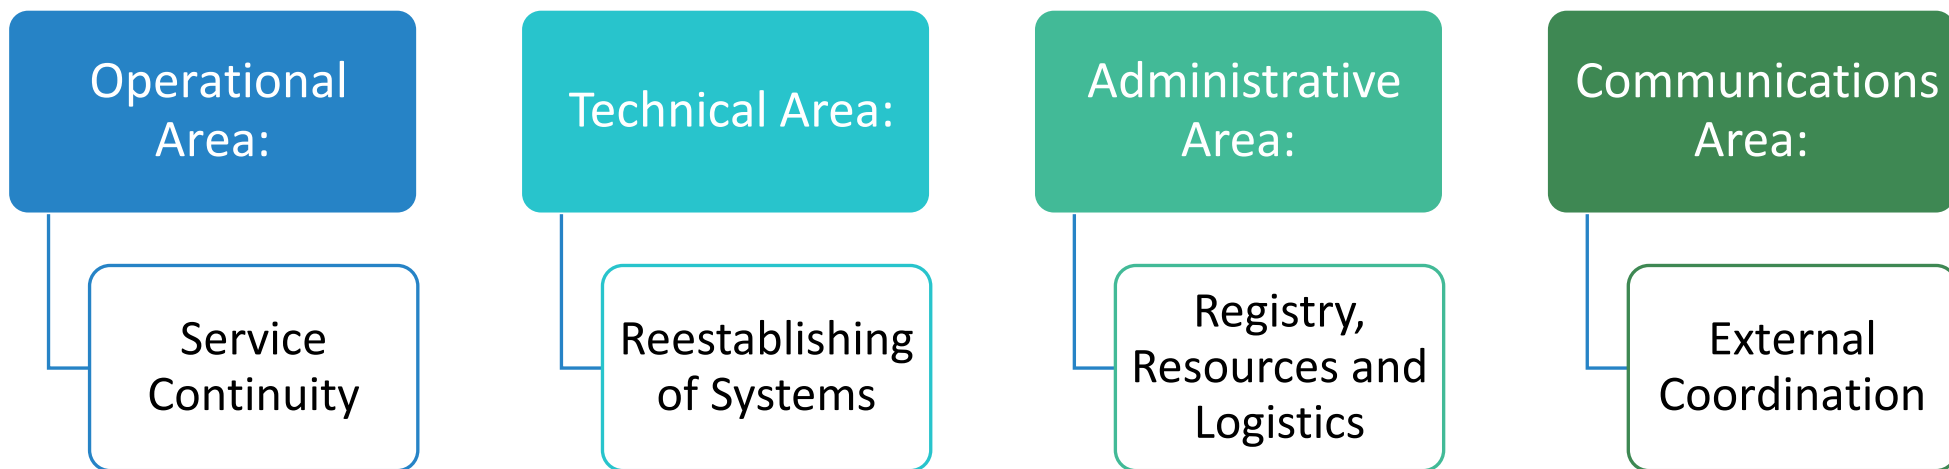 Operational
Area:
Service
Continuity
Technical Area:
Reestablishing
of Systems
Administrative
Area:
Registry,
Resources and
Logistics
Communications
Area:
External
Coordination